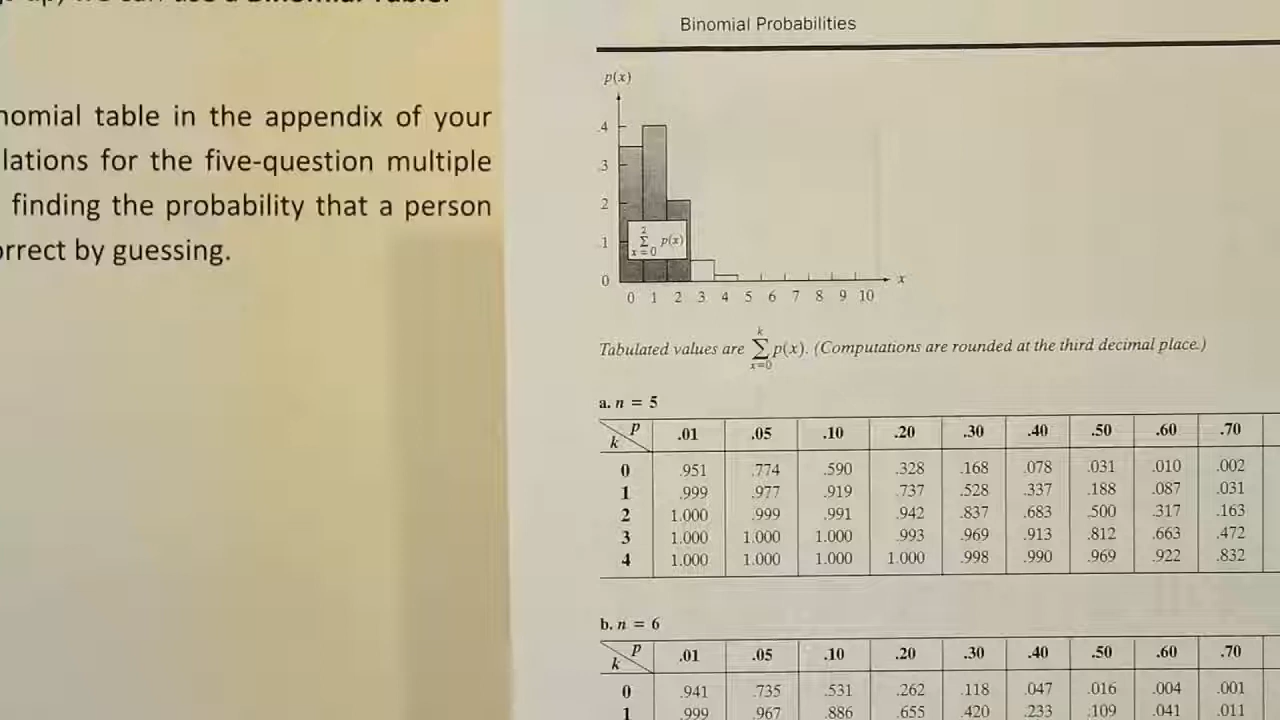 use a Binomial Table.
nomial table in the appendix of your
lations for the five-question multiple
finding the probability that a person
orrect by guessing.
Binomial Probabilities
p(x)
.4
.3
.2
.1
0
2
Σ p(x)
x=0
x
0 1 2 3 4 5 6 7 8 9 10
k
Tabulated values are Σ p(x). (Computations are rounded at the third decimal place.)
x=0
a. n = 5
p
k .01 .05 .10 .20 .30 .40 .50 .60 .70
0 .951 .774 .590 .328 .168 .078 .031 .010 .002
1 .999 .977 .919 .737 .528 .337 .188 .087 .031
2 1.000 .999 .991 .942 .837 .683 .500 .317 .163
3 1.000 1.000 1.000 .993 .969 .913 .812 .663 .472
4 1.000 1.000 1.000 1.000 .998 .990 .969 .922 .832
b. n = 6
p
k .01 .05 .10 .20 .30 .40 .50 .60 .70
0 .941 .735 .531 .262 .118 .047 .016 .004 .001
1 .999 .967 .886 .655 .420 .233 .109 .041 .011